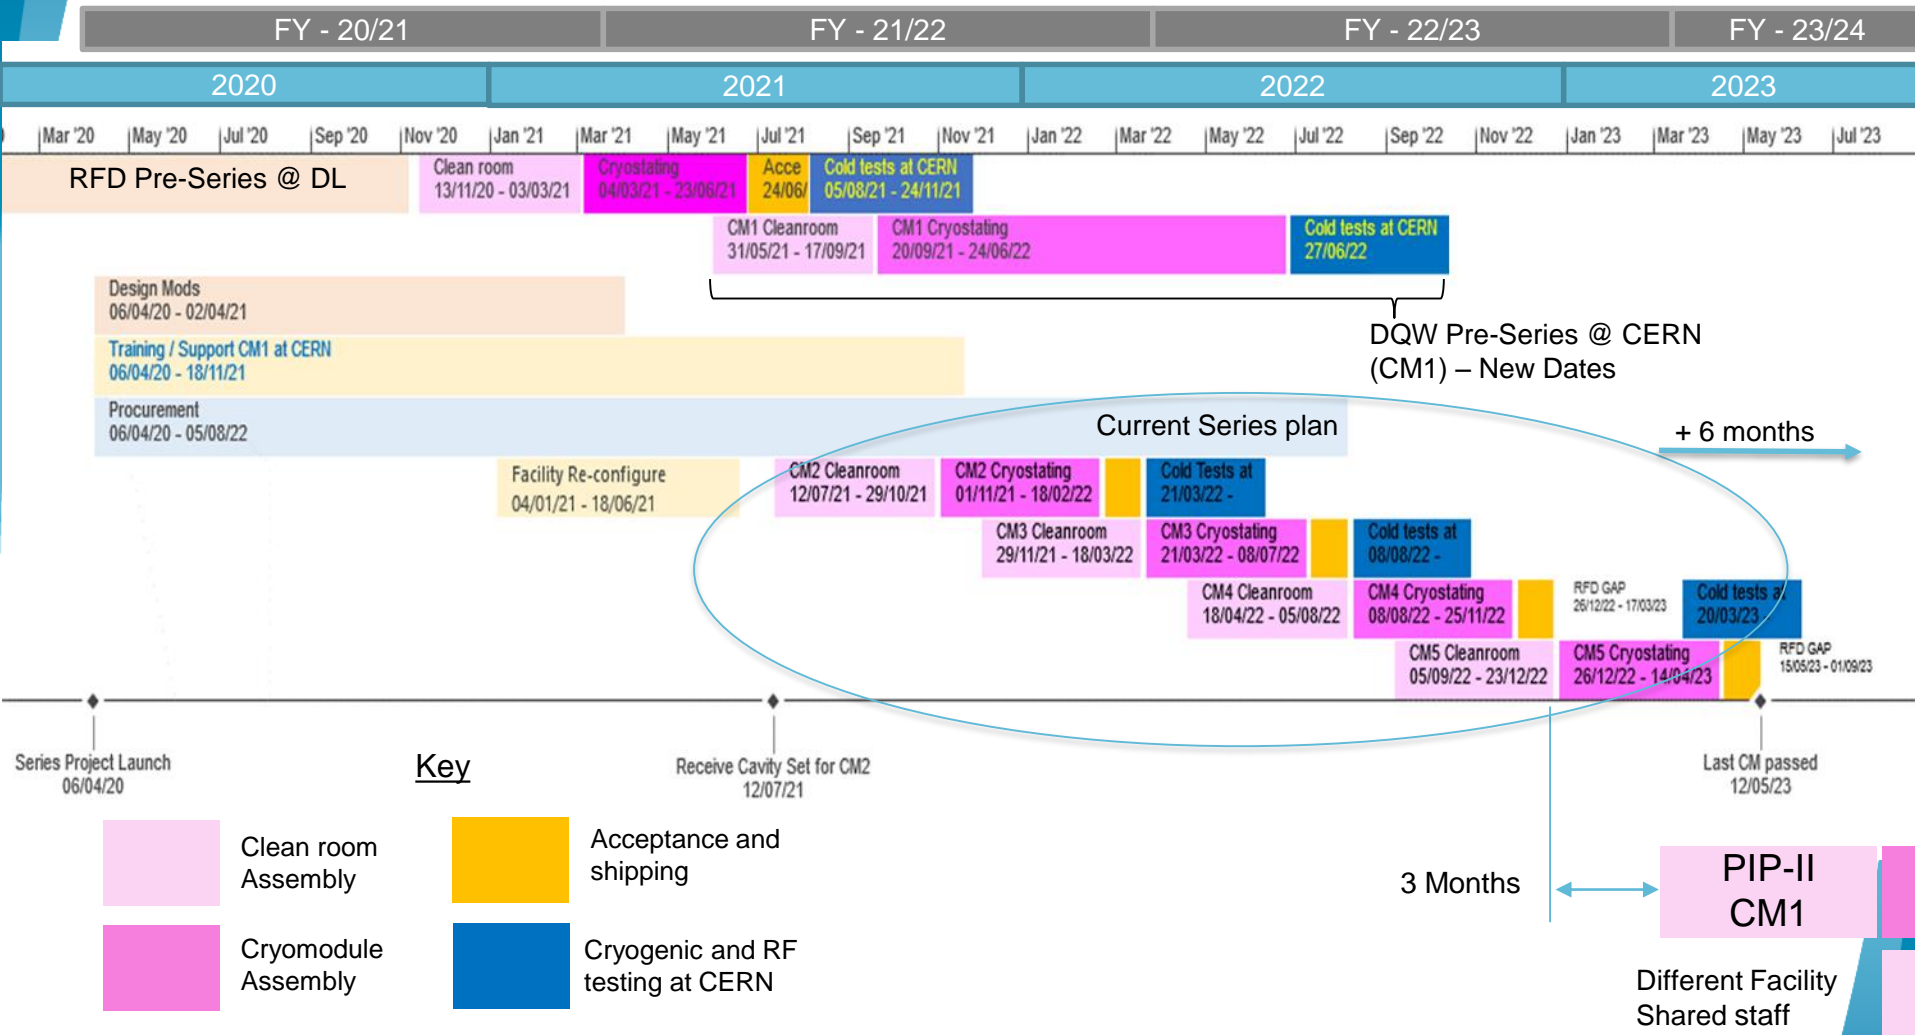 FY - 20/21
FY - 21/22
FY - 22/23
FY - 23/24
2020
2021
2022
2023
Mar '20
May '20
Jul '20
Sep '20
Nov '20
Jan '21
Mar '21
May '21
Jul '21
Sep '21
Nov '21
Jan '22
Mar '22
May '22
Jul '22
Sep '22
Nov '22
Jan '23
Mar '23
May '23
Jul '23
RFD Pre-Series @ DL
Clean room
13/11/20 - 03/03/21
Cryostating
04/03/21 - 23/06/21
Acce
24/06/
Cold tests at CERN
05/08/21 - 24/11/21
CM1 Cleanroom
31/05/21 - 17/09/21
CM1 Cryostating
20/09/21 - 24/06/22
Cold tests at CERN
27/06/22
Design Mods
06/04/20 - 02/04/21
DQW Pre-Series @ CERN
(CM1) – New Dates
Training / Support CM1 at CERN
06/04/20 - 18/11/21
Procurement
06/04/20 - 05/08/22
Current Series plan
+ 6 months
Facility Re-configure
04/01/21 - 18/06/21
CM2 Cleanroom
12/07/21 - 29/10/21
CM2 Cryostating
01/11/21 - 18/02/22
Cold Tests at
21/03/22 -
CM3 Cleanroom
29/11/21 - 18/03/22
CM3 Cryostating
21/03/22 - 08/07/22
Cold tests at
08/08/22 -
CM4 Cleanroom
18/04/22 - 05/08/22
CM4 Cryostating
08/08/22 - 25/11/22
RFD GAP
26/12/22 - 17/03/23
Cold tests at
20/03/23 -
CM5 Cleanroom
05/09/22 - 23/12/22
CM5 Cryostating
26/12/22 - 14/04/23
RFD GAP
15/05/23 - 01/09/23
Series Project Launch
06/04/20
Receive Cavity Set for CM2
12/07/21
Last CM passed
12/05/23
Key
Clean room
Assembly
Acceptance and
shipping
Cryomodule
Assembly
Cryogenic and RF
testing at CERN
3 Months
PIP-II
CM1
Different Facility
Shared staff